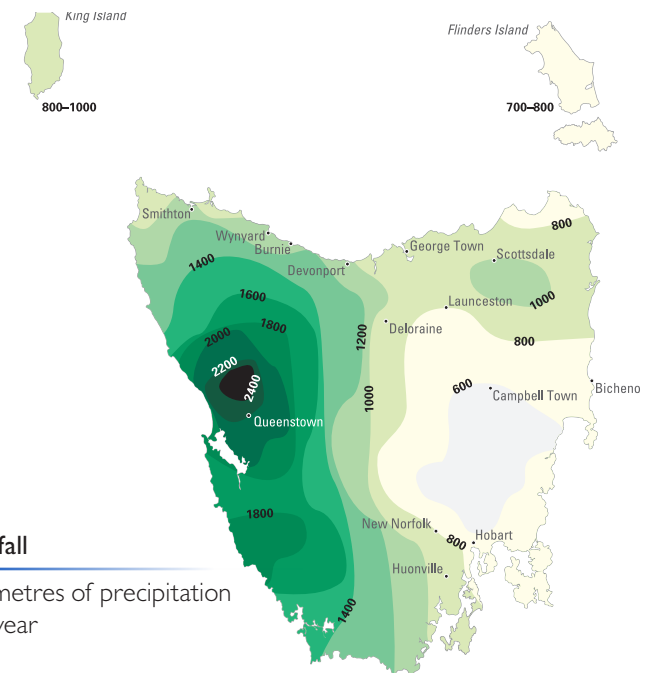 King Island
Flinders Island
800–1000
700–800
Smithton
800
Wynyard
Burnie
George Town
Scottsdale
1400
Devonport
1600
1000
Launceston
2000
1800
1200
Deloraine
800
2200
2400
600
1000
Campbell Town
Bicheno
Queenstown
1800
New Norfolk
800
Hobart
fall
Huonville
metres of precipitation
year
1400